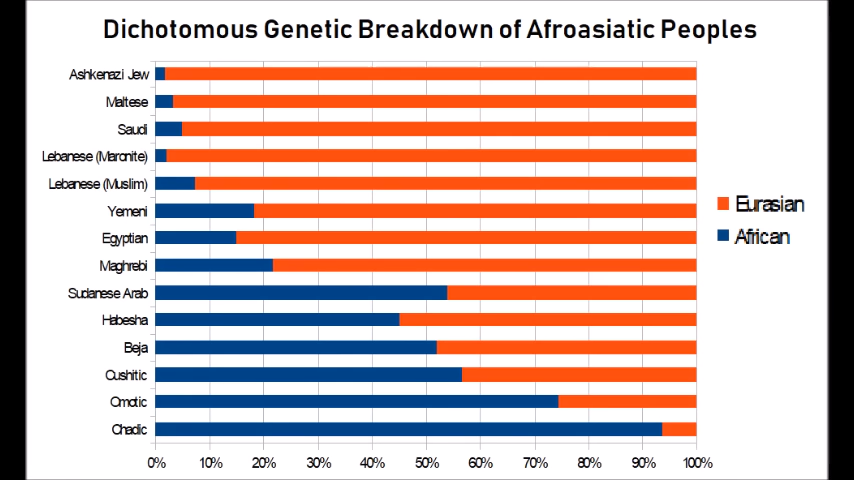 Dichotomous Genetic Breakdown of Afroasiatic Peoples
Ashkenazi Jew
Maltese
Saudi
Lebanese (Maronite)
Lebanese (Muslim)
Yemeni
Egyptian
Maghrebi
Sudanese Arab
Habesha
Beja
Cushitic
Omotic
Chadic
0% 10% 20% 30% 40% 50% 60% 70% 80% 90% 100%
Eurasian
African